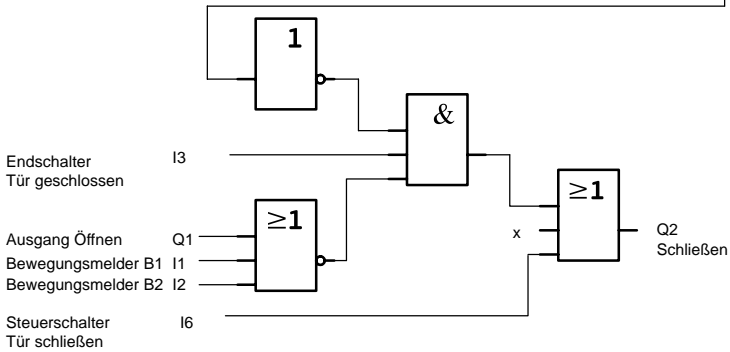 1
&
Endschalter I3
Tür geschlossen
≥1
≥1
Ausgang Öffnen Q1
x
Q2
Schließen
Bewegungsmelder B1 I1
Bewegungsmelder B2 I2
Steuerschalter I6
Tür schließen